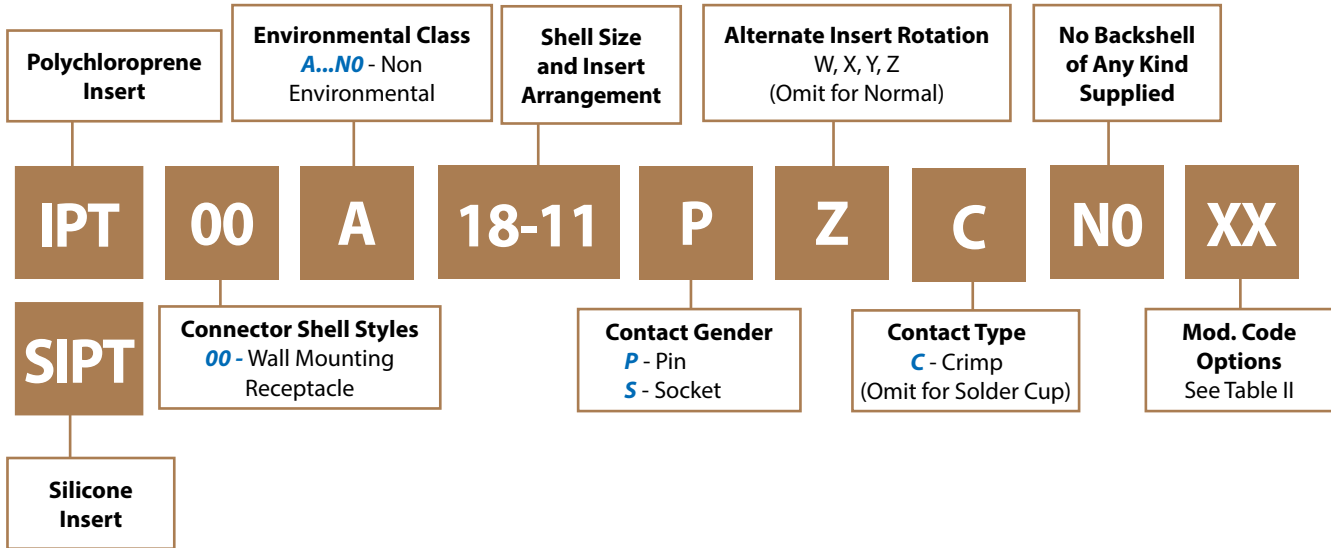 Polychloroprene
Insert
Environmental Class
A...N0 - Non
Environmental
Shell Size
and Insert
Arrangement
Alternate Insert Rotation
W, X, Y, Z
(Omit for Normal)
No Backshell
of Any Kind
Supplied
IPT 00 A 18-11 P Z C N0 XX
SIPT
Connector Shell Styles
00 - Wall Mounting
Receptacle
Contact Gender
P - Pin
S - Socket
Contact Type
C - Crimp
(Omit for Solder Cup)
Mod. Code
Options
See Table II
Silicone
Insert